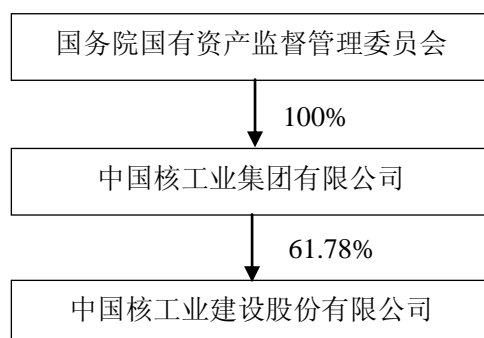 国务院国有资产监督管理委员会
100%
中国核工业集团有限公司
61.78%
中国核工业建设股份有限公司